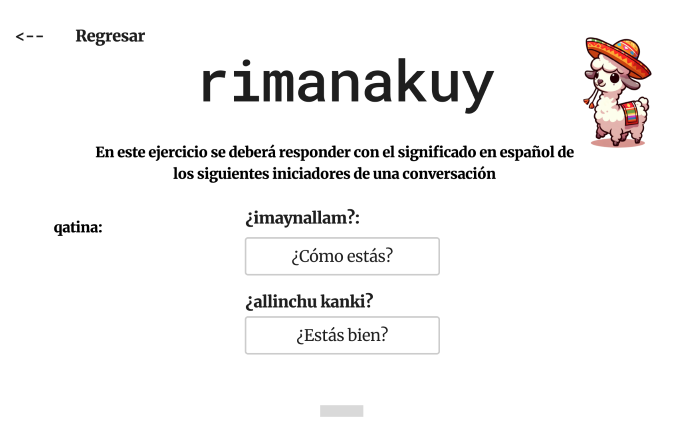 <-- Regresar
rimanakuy
En este ejercicio se deberá responder con el significado en español de
los siguientes iniciadores de una conversación
qatina:
¿imaynallam?:
¿Cómo estás?
¿allinchu kanki?
¿Estás bien?